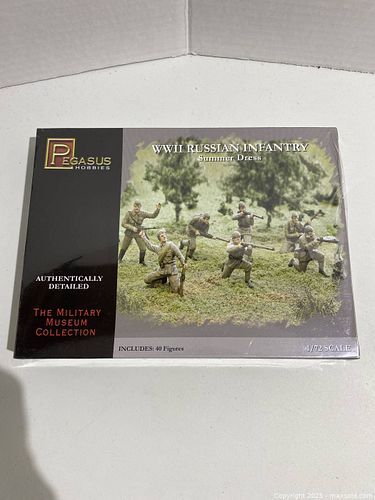 PEGASUS
HOBBIES
WWII RUSSIAN INFANTRY
Summer Dress
AUTHENTICALLY
DETAILED
THE MILITARY
MUSEUM
COLLECTION
INCLUDES: 40 Figures
1/72 SCALE
Copyright 2025 - maxsold.com